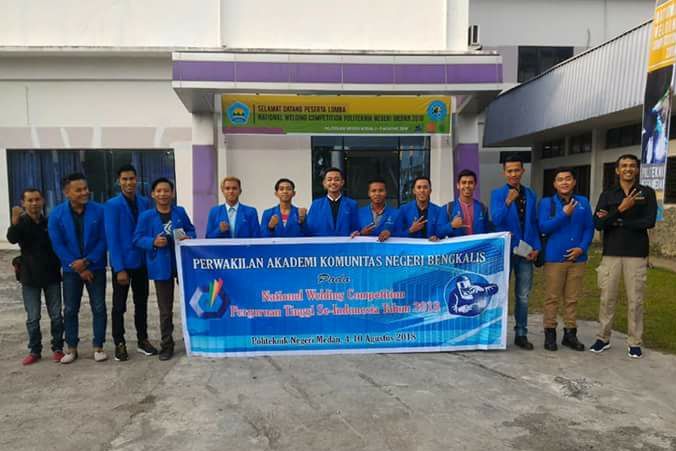 SELAMAT DATANG PESERTA LOMBA
NATIONAL WELDING COMPETITION POLITEKNIK NEGERI MEDAN 2018
PERWAKILAN AKADEMI KOMUNITAS NEGERI BENGKALIS
Pada
National Welding Competition
Perguruan Tinggi Se-Indonesia Tahun 2018
Politeknik Negeri Medan, 4-10 Agustus 2018